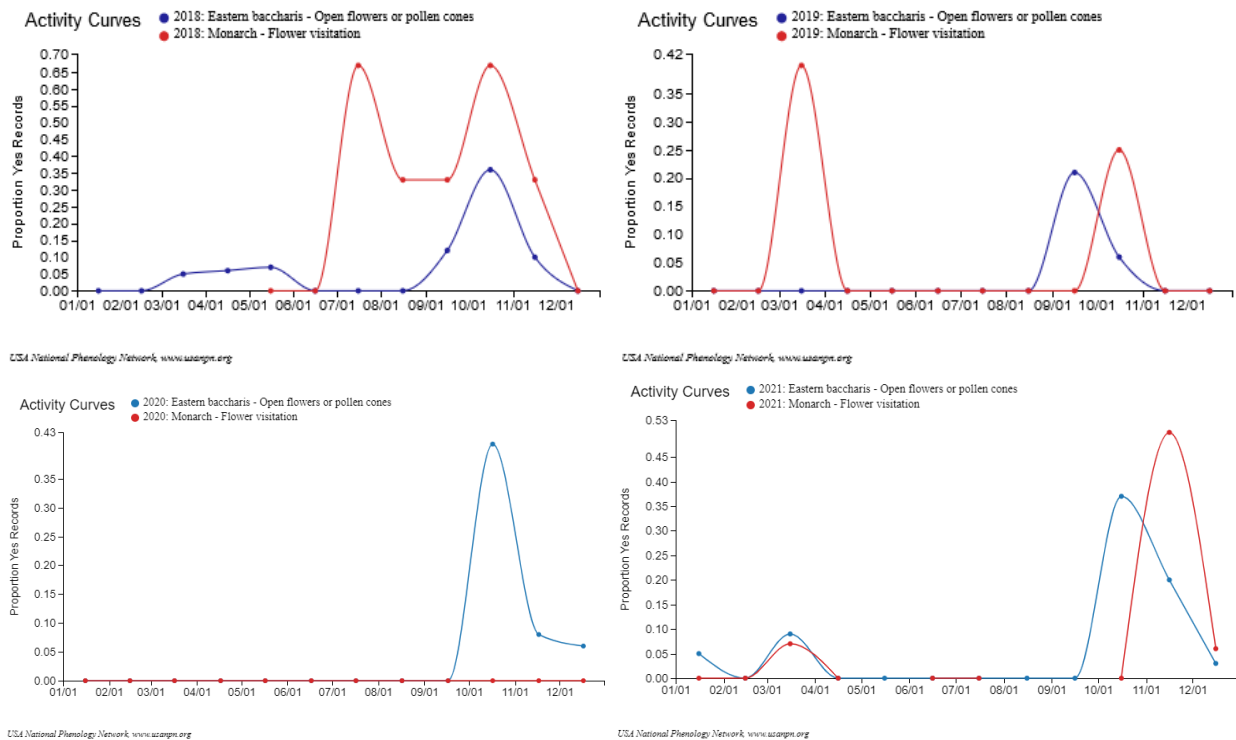 Activity Curves
2018: Eastern baccharis - Open flowers or pollen cones
2018: Monarch - Flower visitation
Proportion Yes Records
0.70
0.65
0.60
0.55
0.50
0.45
0.40
0.35
0.30
0.25
0.20
0.15
0.10
0.05
0.00
01/01 02/01 03/01 04/01 05/01 06/01 07/01 08/01 09/01 10/01 11/01 12/01
USA National Phenology Network, www.usanpn.org
Activity Curves
2019: Eastern baccharis - Open flowers or pollen cones
2019: Monarch - Flower visitation
Proportion Yes Records
0.42
0.35
0.30
0.25
0.20
0.15
0.10
0.05
0.00
01/01 02/01 03/01 04/01 05/01 06/01 07/01 08/01 09/01 10/01 11/01 12/01
USA National Phenology Network, www.usanpn.org
Activity Curves
2020: Eastern baccharis - Open flowers or pollen cones
2020: Monarch - Flower visitation
Proportion Yes Records
0.43
0.35
0.30
0.25
0.20
0.15
0.10
0.05
0.00
01/01 02/01 03/01 04/01 05/01 06/01 07/01 08/01 09/01 10/01 11/01 12/01
USA National Phenology Network, www.usanpn.org
Activity Curves
2021: Eastern baccharis - Open flowers or pollen cones
2021: Monarch - Flower visitation
Proportion Yes Records
0.53
0.45
0.40
0.35
0.30
0.25
0.20
0.15
0.10
0.05
0.00
01/01 03/01 04/01 05/01 06/01 07/01 08/01 09/01 10/01 11/01 12/01
USA National Phenology Network, www.usanpn.org